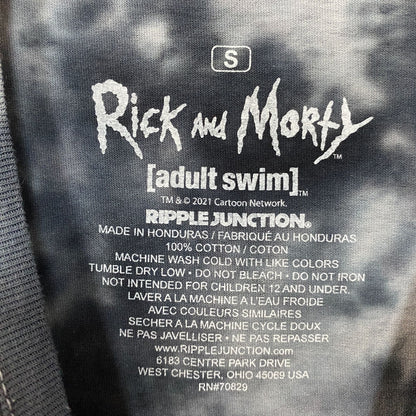 S
RICK AND MORTY™
[adult swim]™
TM & © 2021 Cartoon Network.
RIPPLE JUNCTION®
MADE IN HONDURAS / FABRIQUÉ AU HONDURAS
100% COTTON / COTON
MACHINE WASH COLD WITH LIKE COLORS
TUMBLE DRY LOW • DO NOT BLEACH • DO NOT IRON
NOT INTENDED FOR CHILDREN 12 AND UNDER.
LAVER A LA MACHINE A L'EAU FROIDE
AVEC COULEURS SIMILAIRES
SECHER A LA MACHINE CYCLE DOUX
NE PAS JAVELLISER • NE PAS REPASSER
WWW.RIPPLEJUNCTION.COM
6183 CENTRE PARK DRIVE
WEST CHESTER, OHIO 45069 USA
RN#70829